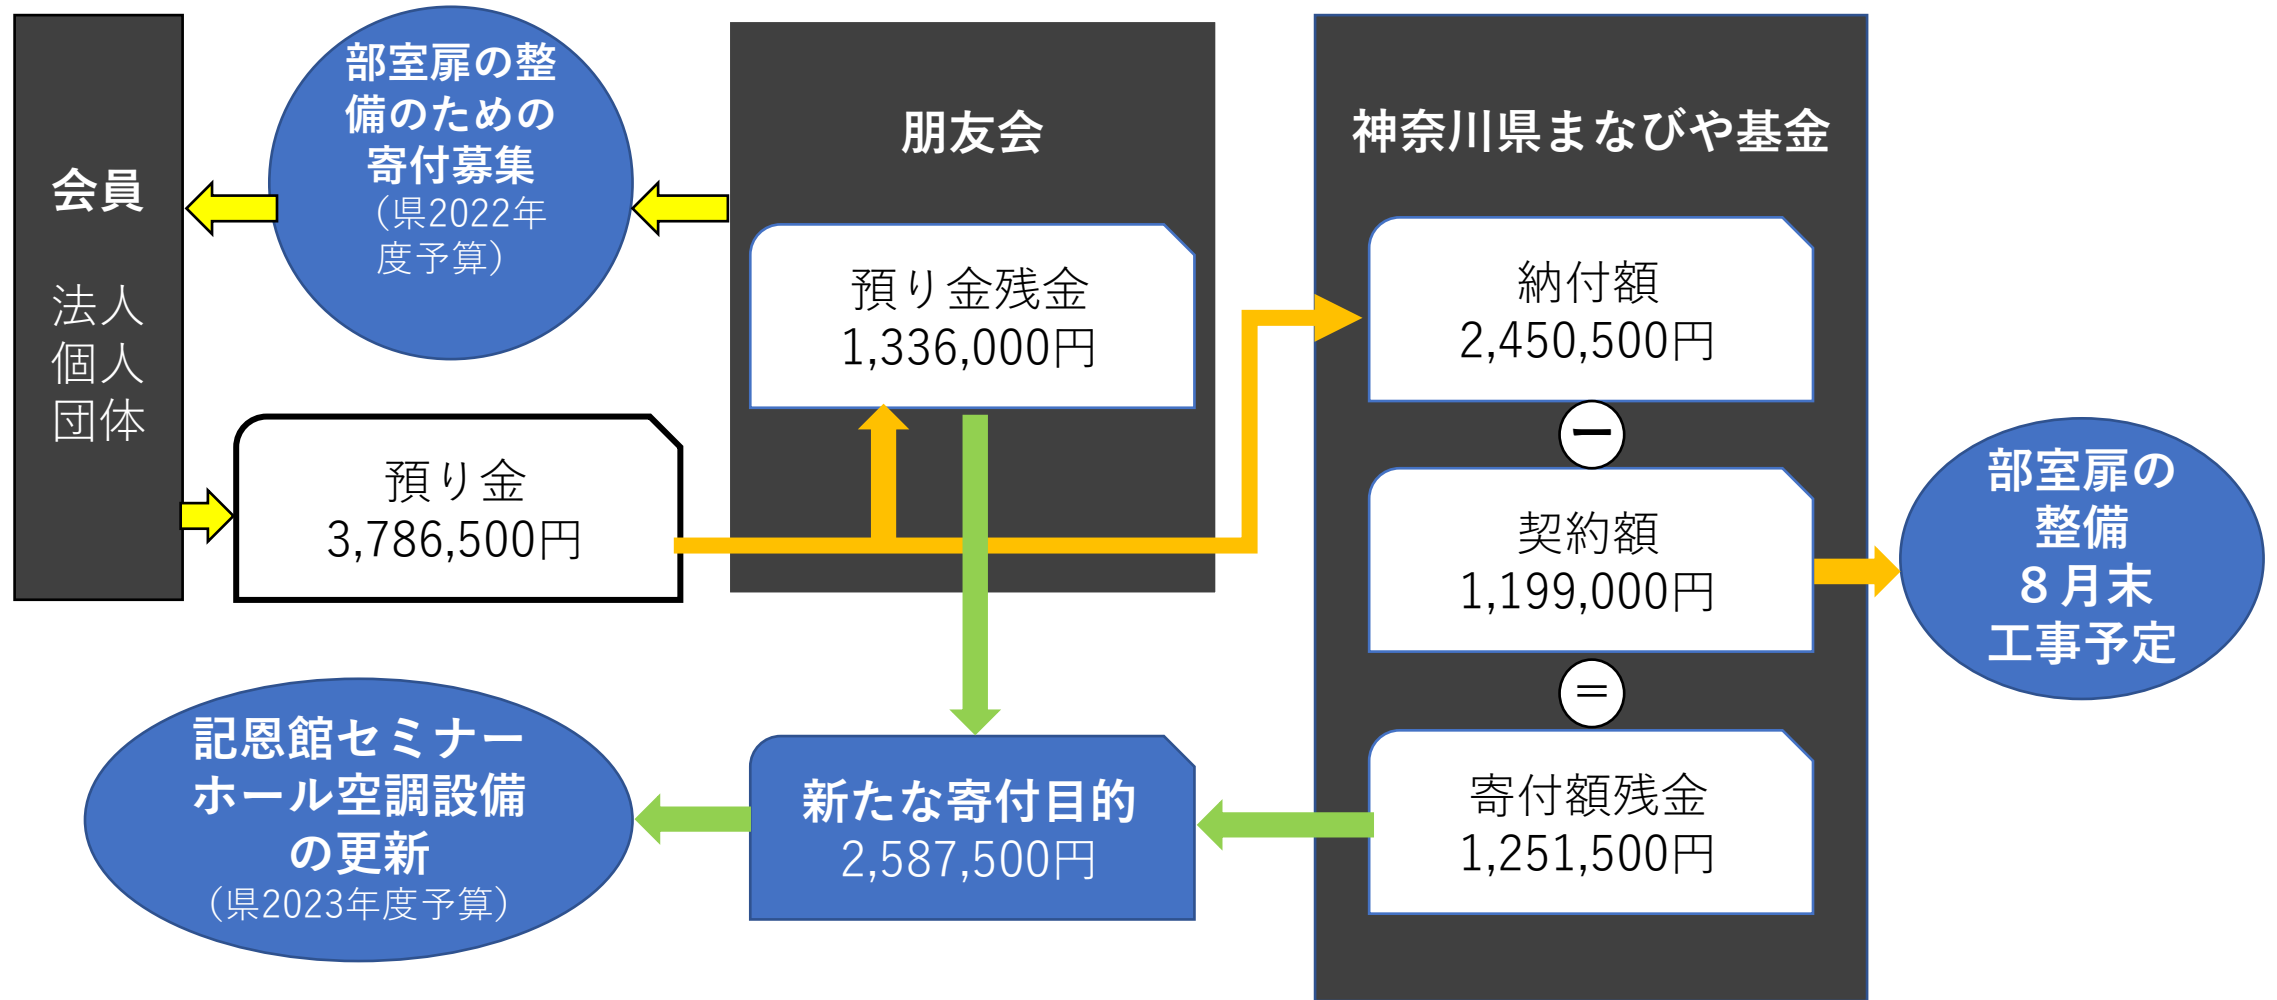 会員
法人
個人
団体
部室扉の整
備のための
寄付募集
（県2022年
度予算）
預り金
3,786,500円
朋友会
預り金残金
1,336,000円
神奈川県まなびや基金
納付額
2,450,500円
ー
契約額
1,199,000円
＝
寄付額残金
1,251,500円
部室扉の
整備
８月末
工事予定
新たな寄付目的
2,587,500円
記恩館セミナー
ホール空調設備
の更新
（県2023年度予算）